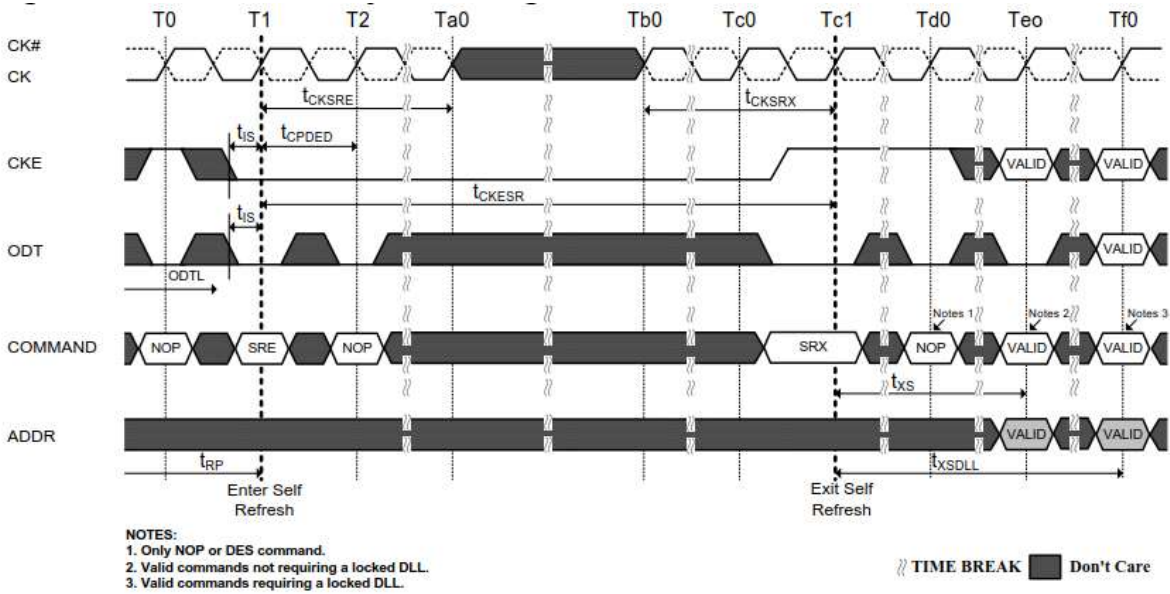 T0 T1 T2 Ta0 Tb0 Tc0 Tc1 Td0 Teo Tf0
CK#
CK
tCKSRE tCKSRX
tIS tCPDED
CKE VALID VALID
tCKESR
tIS
ODT VALID
ODTL
Notes 1 Notes 2 Notes 3
COMMAND NOP SRE NOP SRX NOP VALID VALID
tXS
ADDR VALID VALID
tRP tXSDLL
Enter Self Exit Self
Refresh Refresh
NOTES:
1. Only NOP or DES command.
2. Valid commands not requiring a locked DLL.
3. Valid commands requiring a locked DLL.
TIME BREAK Don't Care